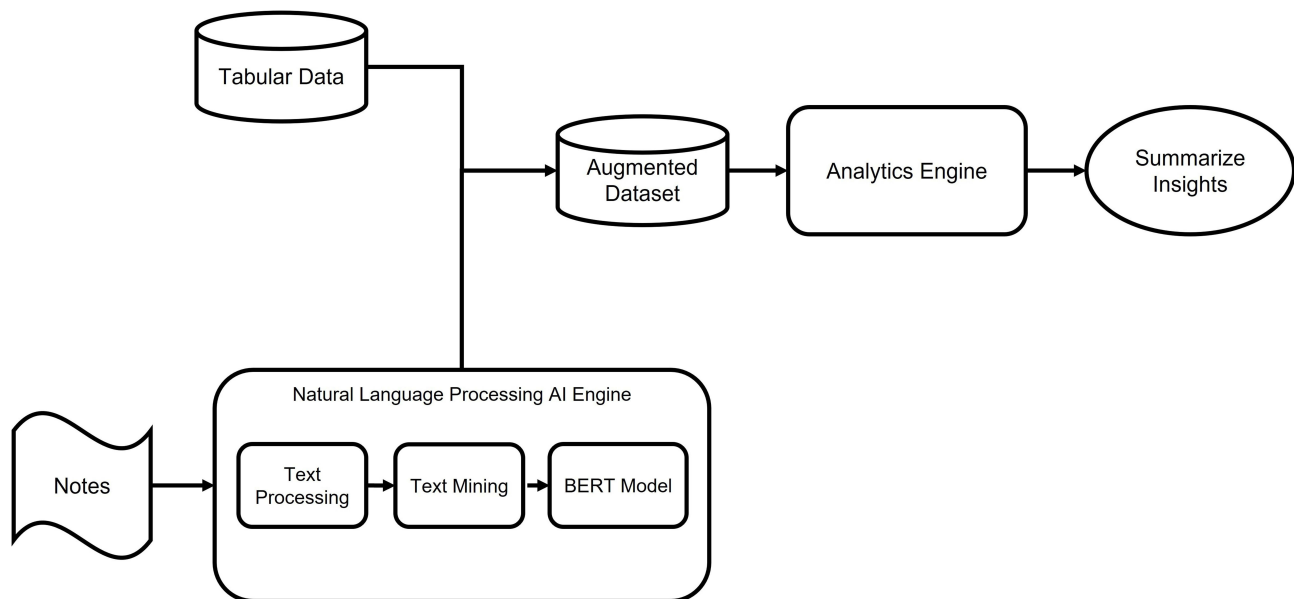 Tabular Data
Augmented
Dataset
Analytics Engine
Summarize
Insights
Natural Language Processing AI Engine
Notes
Text
Processing
Text Mining
BERT Model